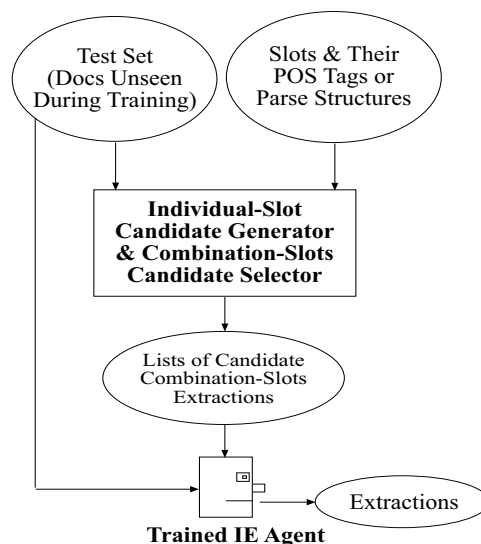 Test Set
(Docs Unseen
During Training)
Slots & Their
POS Tags or
Parse Structures
Individual-Slot
Candidate Generator
& Combination-Slots
Candidate Selector
Lists of Candidate
Combination-Slots
Extractions
Extractions
Trained IE Agent